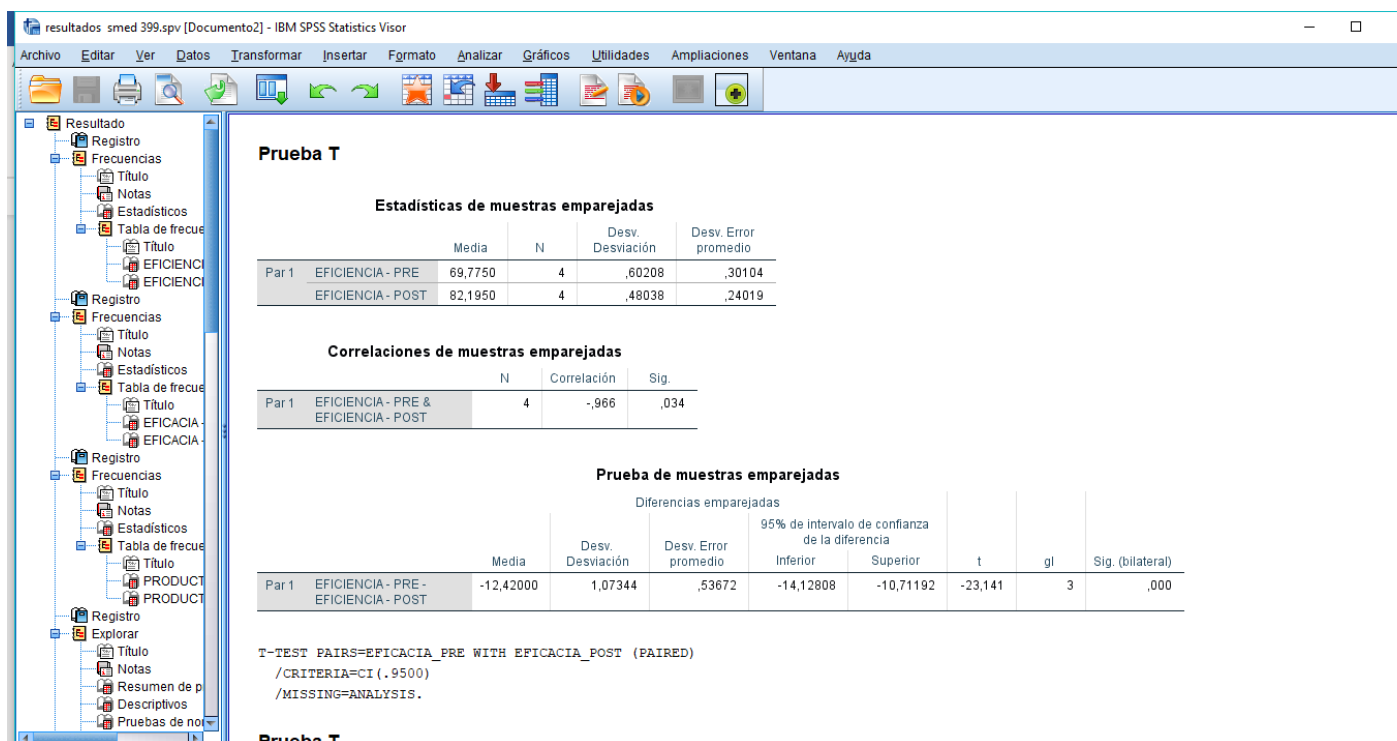 resultados smed 399.spv [Documento2] - IBM SPSS Statistics Visor
Archivo Editar Ver Datos Transformar Insertar Formato Analizar Gráficos Utilidades Ampliaciones Ventana Ayuda
Resultado
Registro
Frecuencias
Título
Notas
Estadísticos
Tabla de frecue
Título
EFICIENCI
EFICIENCI
Registro
Frecuencias
Título
Notas
Estadísticos
Tabla de frecue
Título
EFICACIA -
EFICACIA -
Registro
Frecuencias
Título
Notas
Estadísticos
Tabla de frecue
Título
PRODUCT
PRODUCT
Registro
Explorar
Título
Notas
Resumen de p
Descriptivos
Pruebas de nor
Prueba T
Estadísticas de muestras emparejadas
Media N Desv. Desviación Desv. Error promedio
Par 1 EFICIENCIA - PRE 69,7750 4 ,60208 ,30104
EFICIENCIA - POST 82,1950 4 ,48038 ,24019
Correlaciones de muestras emparejadas
N Correlación Sig.
Par 1 EFICIENCIA - PRE & EFICIENCIA - POST 4 -,966 ,034
Prueba de muestras emparejadas
Diferencias emparejadas
95% de intervalo de confianza de la diferencia
Media Desv. Desviación Desv. Error promedio Inferior Superior t gl Sig. (bilateral)
Par 1 EFICIENCIA - PRE - EFICIENCIA - POST -12,42000 1,07344 ,53672 -14,12808 -10,71192 -23,141 3 ,000
T-TEST PAIRS=EFICACIA_PRE WITH EFICACIA_POST (PAIRED)
/CRITERIA=CI(.9500)
/MISSING=ANALYSIS.
Prueba T